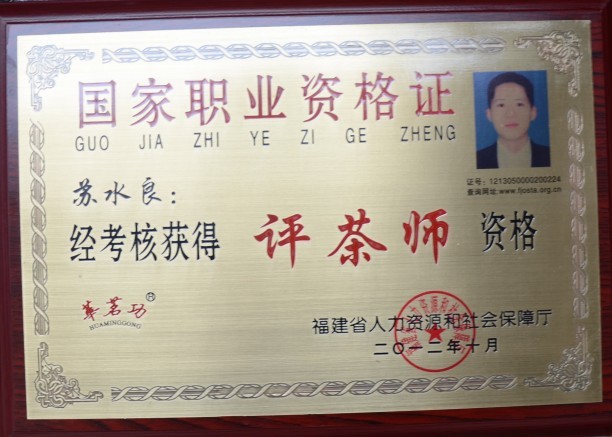 国家职业资格证
GUO JIA ZHI YE ZI GE ZHENG
证号：1213050000200224
查询网址:www.fjosta.org.cn
苏水良：
经考核获得 评茶师 资格
华茗功®
HUAMINGGONG
福建省人力资源和社会保障厅
二〇一二年十月